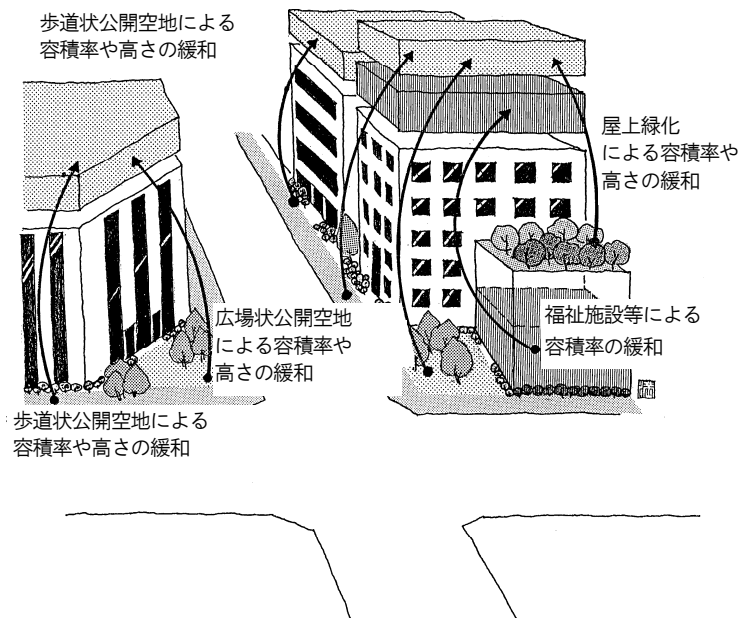 歩道状公開空地による
容積率や高さの緩和
屋上緑化
による容積率や
高さの緩和
広場状公開空地
による容積率や
高さの緩和
福祉施設等による
容積率の緩和
歩道状公開空地による
容積率や高さの緩和